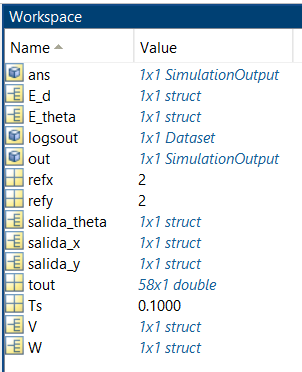 Workspace
Name Value
ans 1x1 SimulationOutput
E_d 1x1 struct
E_theta 1x1 struct
logsout 1x1 Dataset
out 1x1 SimulationOutput
refx 2
refy 2
salida_theta 1x1 struct
salida_x 1x1 struct
salida_y 1x1 struct
tout 58x1 double
Ts 0.1000
V 1x1 struct
W 1x1 struct